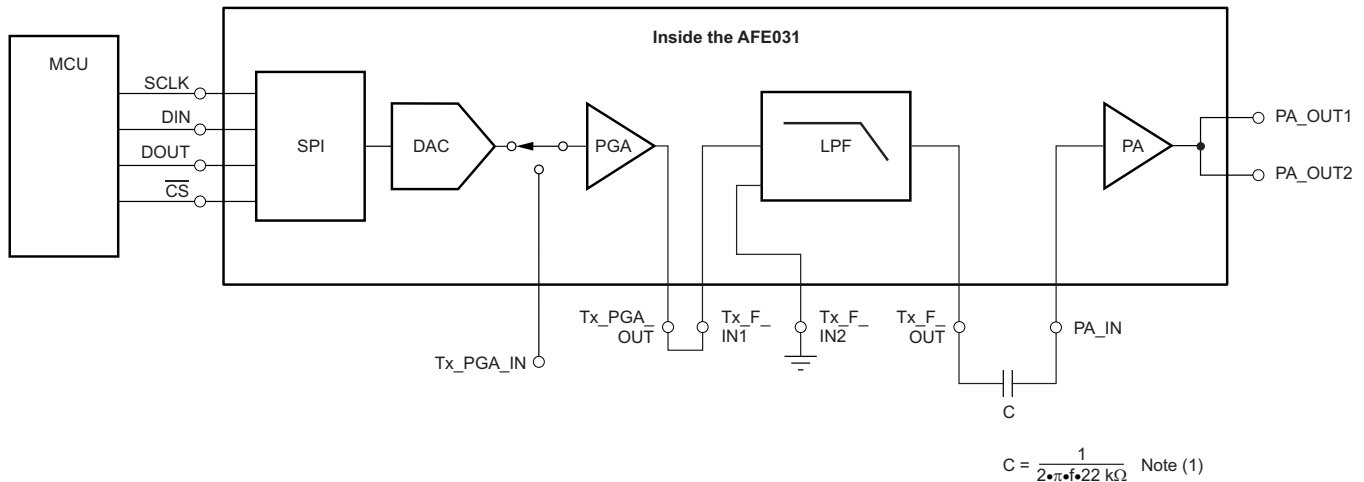 Inside the AFE031
MCU
SCLK
DIN
DOUT
CS
SPI
DAC
PGA
LPF
PA
PA_OUT1
PA_OUT2
Tx_PGA_IN
Tx_PGA_
OUT
Tx_F_
IN1
Tx_F_
IN2
Tx_F_
OUT
PA_IN
C
C = 1 / 2•π•f•22 kΩ Note (1)